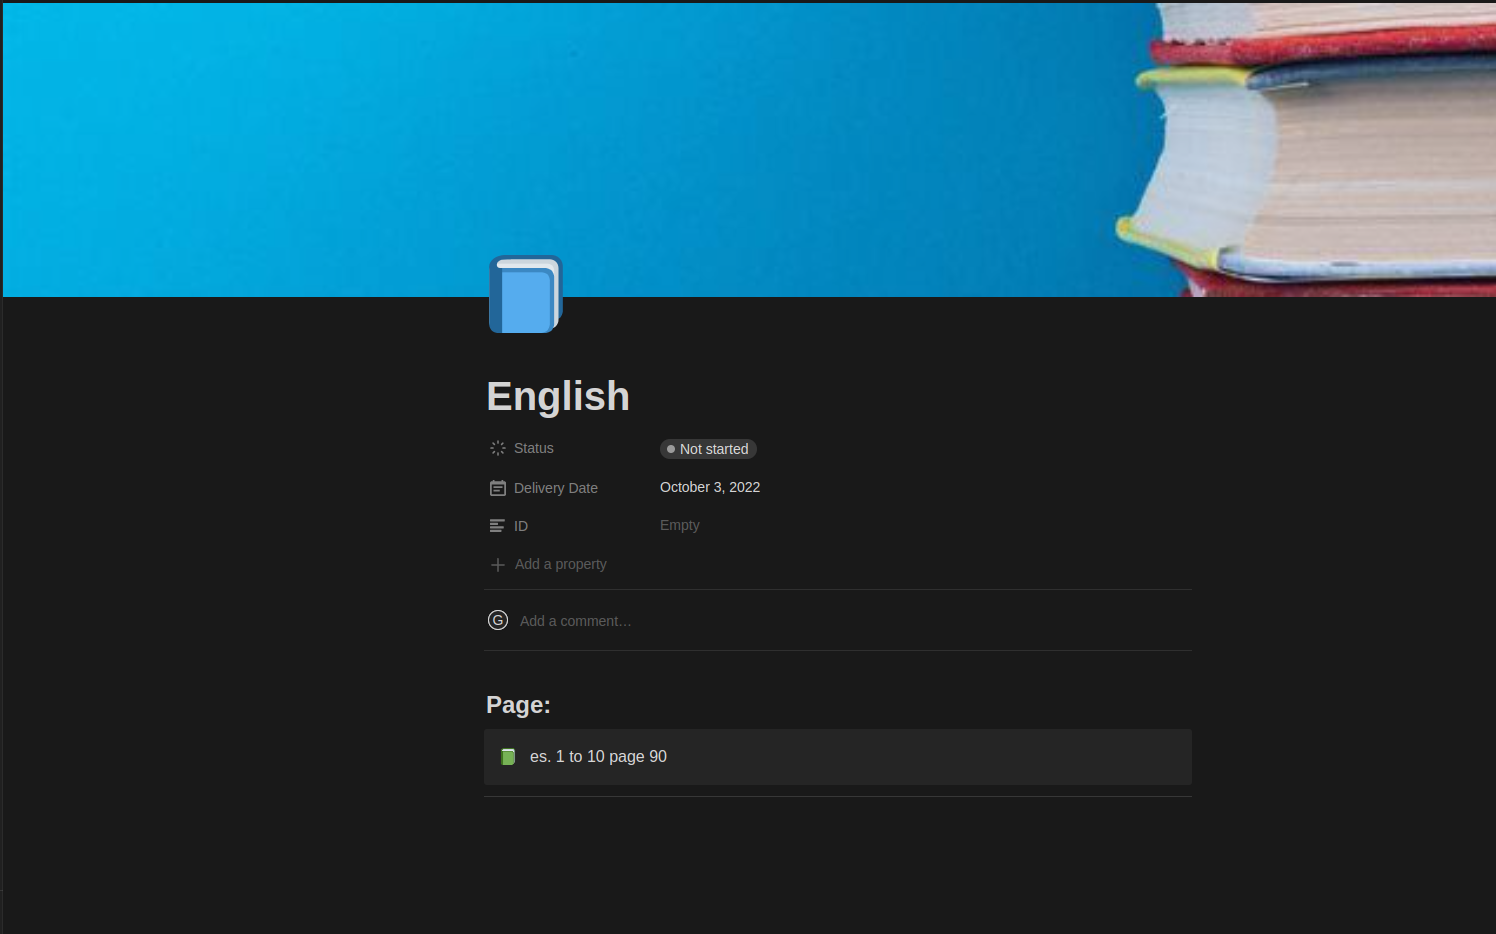 English
Status Not started
Delivery Date October 3, 2022
ID Empty
Add a property
G Add a comment…
Page:
es. 1 to 10 page 90